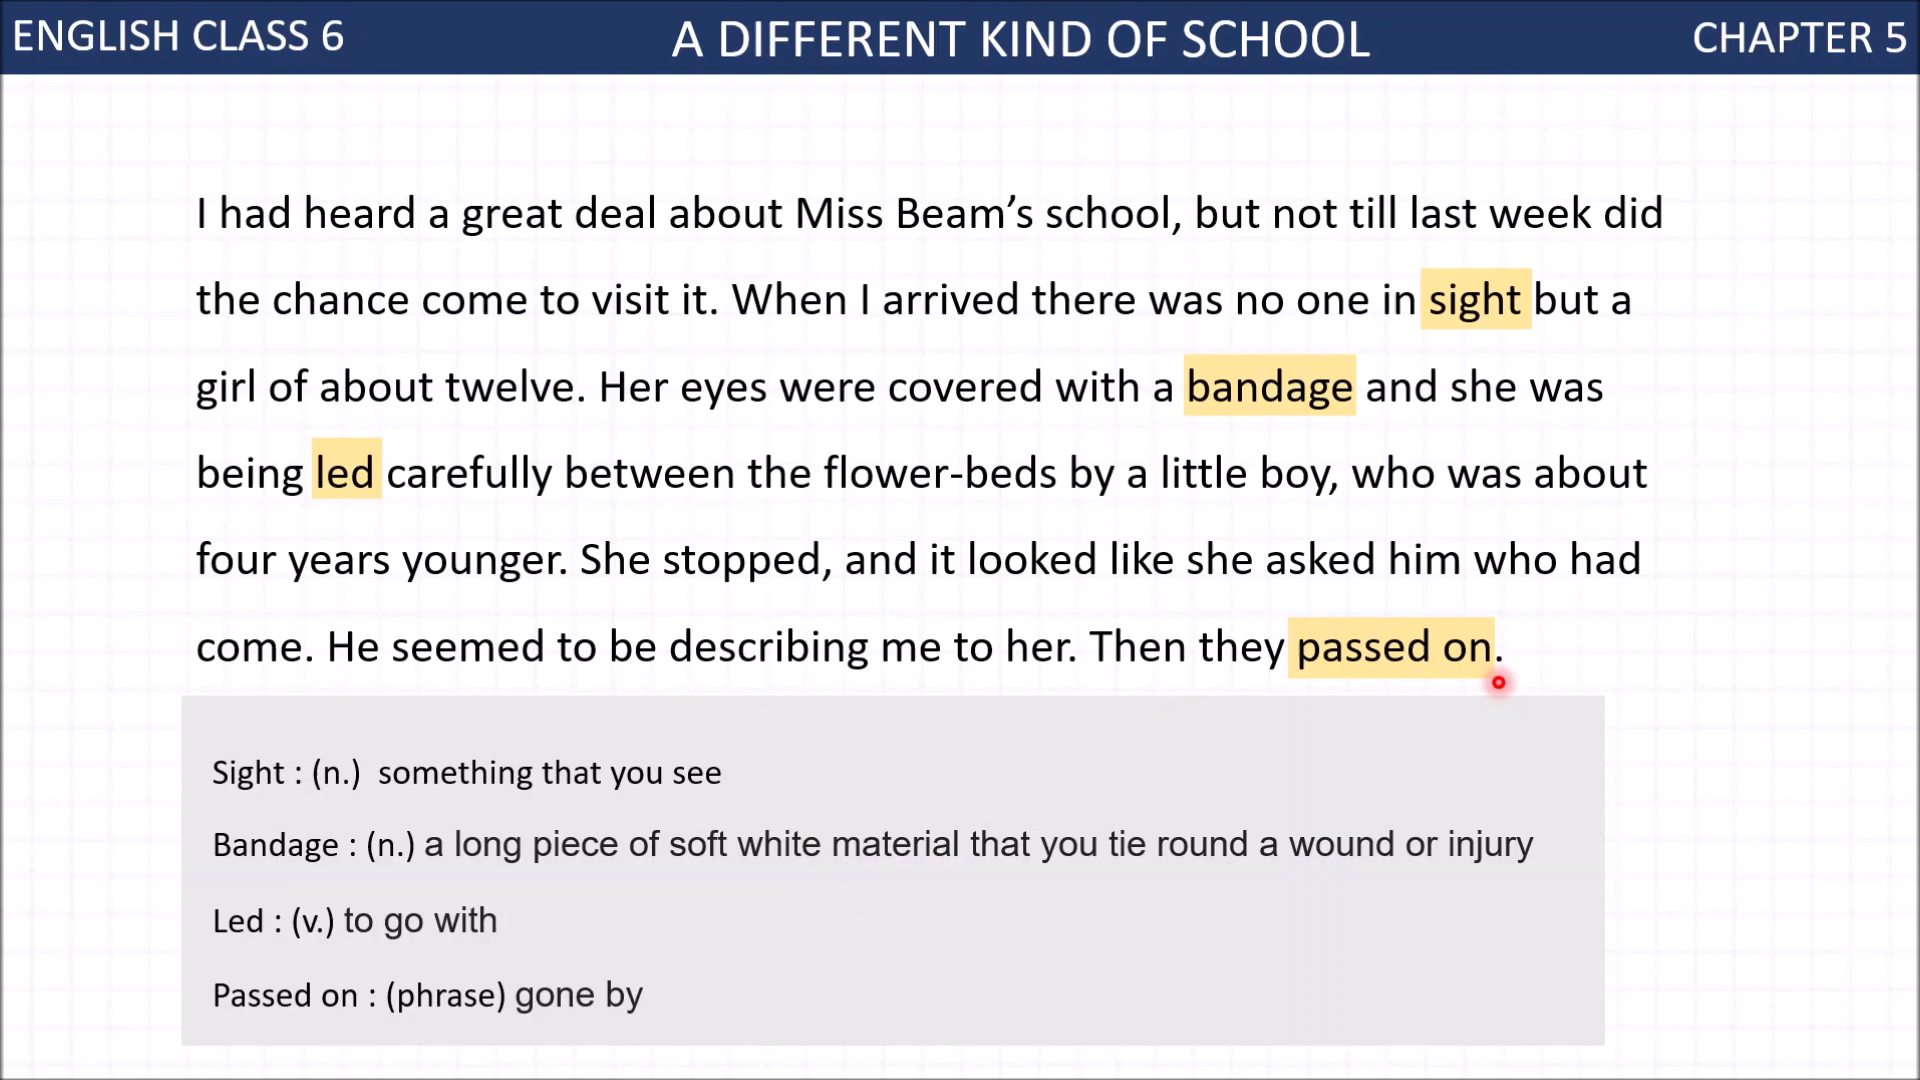 ENGLISH CLASS 6
A DIFFERENT KIND OF SCHOOL
CHAPTER 5
I had heard a great deal about Miss Beam’s school, but not till last week did
the chance come to visit it. When I arrived there was no one in sight but a
girl of about twelve. Her eyes were covered with a bandage and she was
being led carefully between the flower-beds by a little boy, who was about
four years younger. She stopped, and it looked like she asked him who had
come. He seemed to be describing me to her. Then they passed on.
Sight : (n.) something that you see
Bandage : (n.) a long piece of soft white material that you tie round a wound or injury
Led : (v.) to go with
Passed on : (phrase) gone by